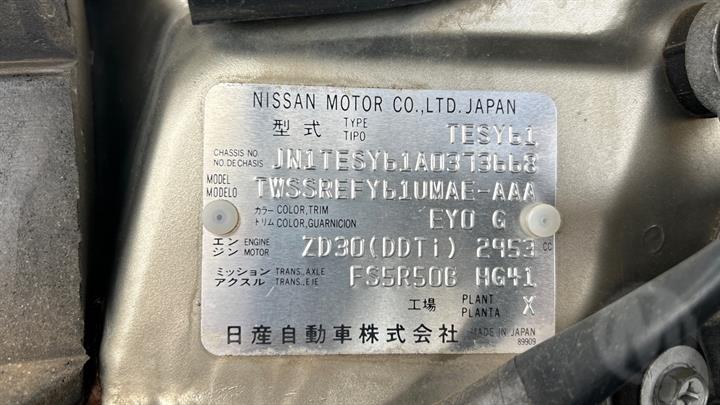 NISSAN MOTOR CO.,LTD. JAPAN
型式 TYPE TIPO TESY61
CHASSIS NO NO.DE CHASIS JN1TESY61A0373668
MODEL MODELO TWSSREFY61UMAE-AAA
カラー トリム COLOR,TRIM COLOR,GUARNICION EY0 G
エンジン ENGINE MOTOR ZD30(DDTi) 2953 CC
ミッション アクスル TRANS.,AXLE TRANS.,EJE FS5R50B HG41
工場 PLANT PLANTA X
日産自動車株式会社 MADE IN JAPAN
89909